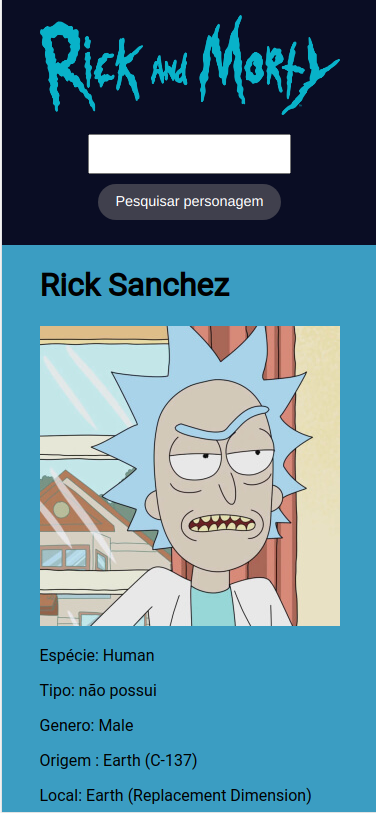 Rick and Morty
Pesquisar personagem
Rick Sanchez
Espécie: Human
Tipo: não possui
Genero: Male
Origem : Earth (C-137)
Local: Earth (Replacement Dimension)